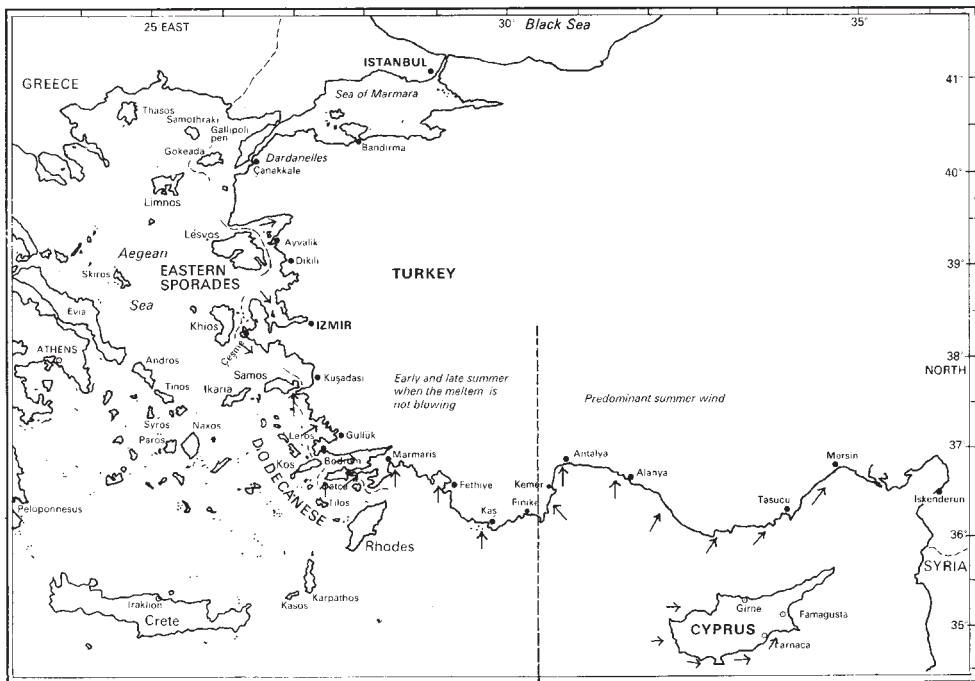 25 EAST
30°
35°
Black Sea
ISTANBUL
41°
GREECE
Sea of Marmara
Thasos
Samothraki
Gallipoli
pen
Gokeada
Bandirma
Dardanelles
Çanakkale
40°
Limnos
Lésvos
Ayvalik
Aegean
Dikili
39°
EASTERN
SPORADES
TURKEY
Skiros
Sea
Evia
Khios
IZMIR
Çeşme
ATHENS
38°
Andros
NORTH
Samos
Kuşadası
Early and late summer
when the meltem is
not blowing
Predominant summer wind
Tinos
Ikaria
Syros
Naxos
Leros
Güllük
Paros
37°
Antalya
Morsin
Kos
Bodrum
Marmaris
Alanya
DODECANESE
Datca
Fethiye
Kemer
Tilos
Finike
Kaş
Tasucu
Iskenderun
Peloponnesus
Rhodes
SYRIA
36°
Iraklion
Kasos
Karpathos
Crete
Girne
Famagusta
CYPRUS
Larnaca
35°